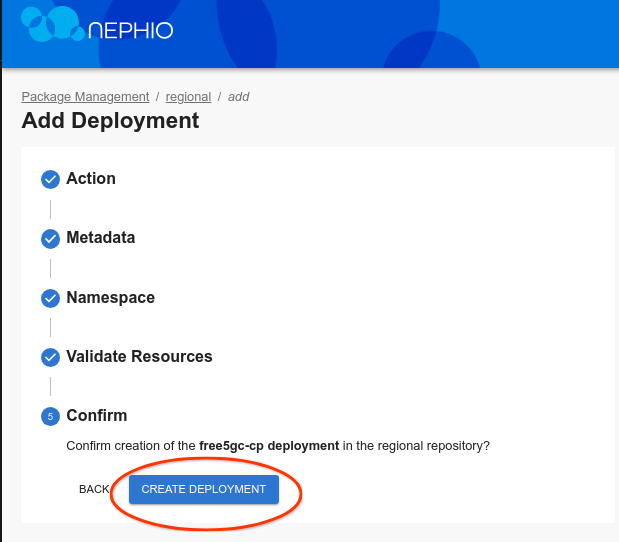 NEPHIO
Package Management / regional / add
Add Deployment
Action
Metadata
Namespace
Validate Resources
5 Confirm
Confirm creation of the free5gc-cp deployment in the regional repository?
BACK CREATE DEPLOYMENT